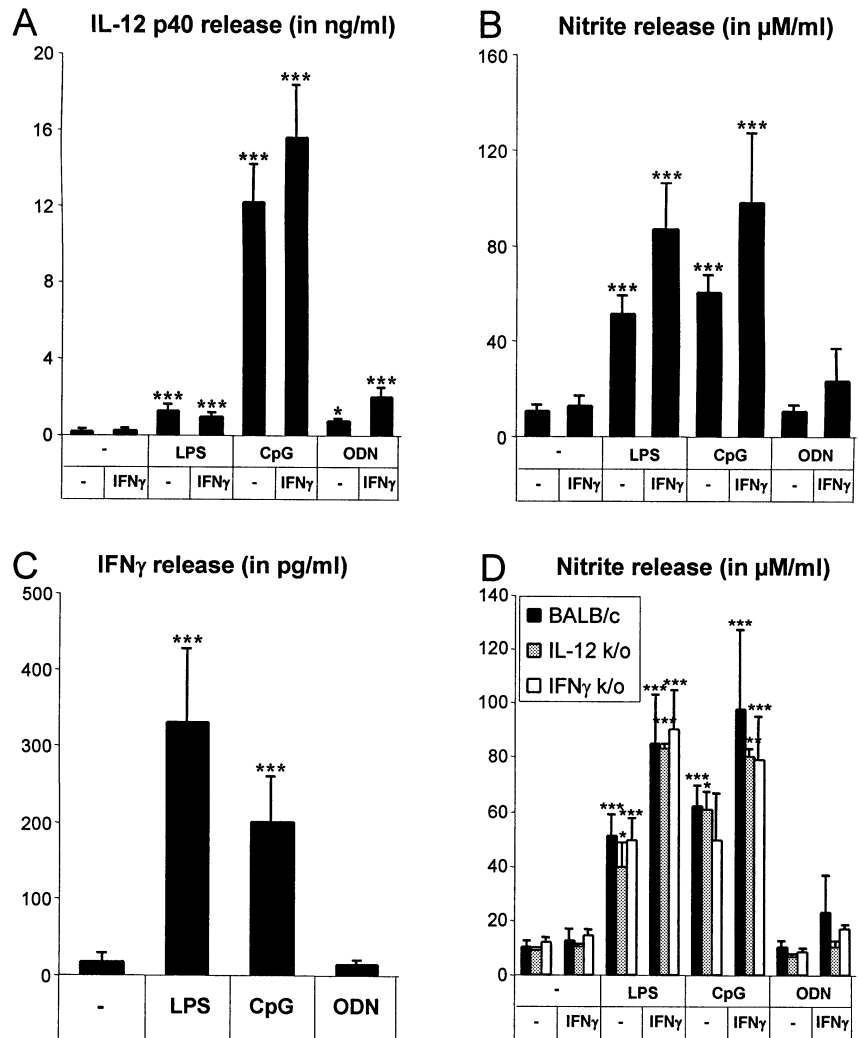 A IL-12 p40 release (in ng/ml)
20
16
12
8
4
0
***
***
***
***
*
***
- LPS CpG ODN
- IFNγ - IFNγ - IFNγ - IFNγ
B Nitrite release (in µM/ml)
160
120
80
40
0
***
***
***
***
- LPS CpG ODN
- IFNγ - IFNγ - IFNγ - IFNγ
C IFNγ release (in pg/ml)
500
400
300
200
100
0
***
***
- LPS CpG ODN
D Nitrite release (in µM/ml)
140
120
100
80
60
40
20
0
BALB/c
IL-12 k/o
IFNγ k/o
*** * ***
*** *** ***
*** *
*** ** ***
- LPS CpG ODN
- IFNγ - IFNγ - IFNγ - IFNγ